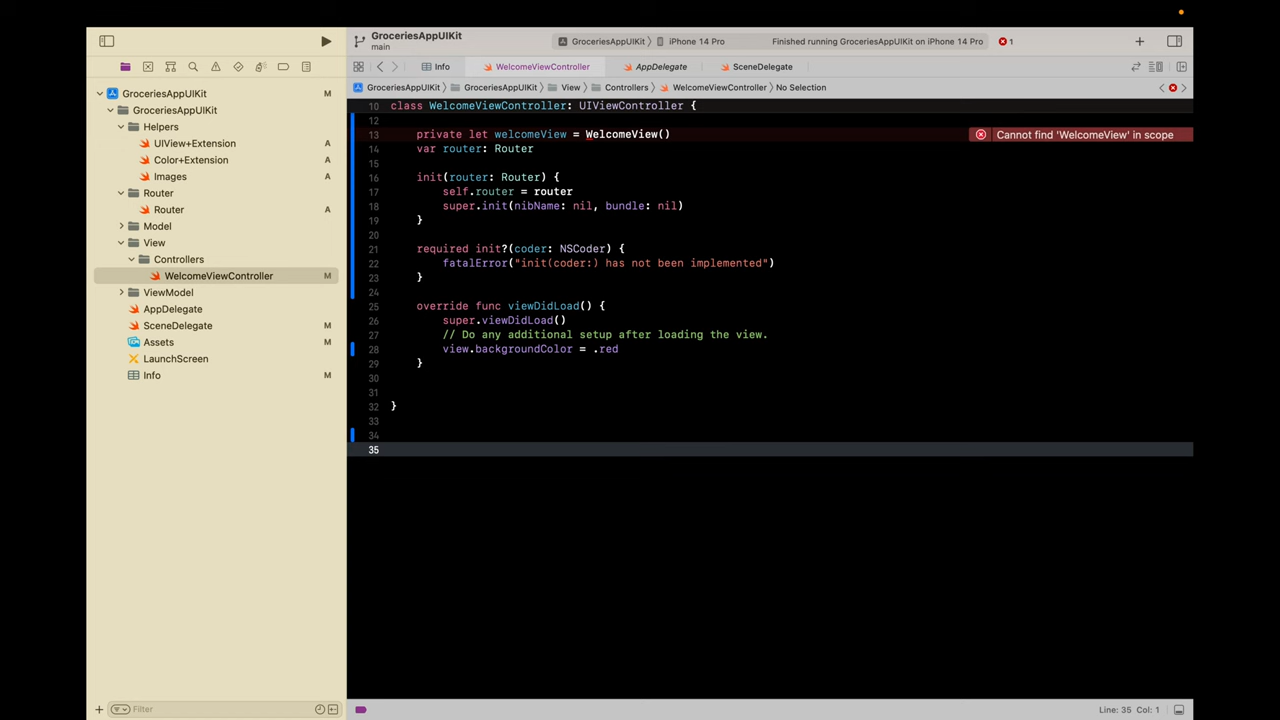 GroceriesAppUIKit
main
GroceriesAppUIKit
iPhone 14 Pro
Finished running GroceriesAppUIKit on iPhone 14 Pro
1
Info
WelcomeViewController
AppDelegate
SceneDelegate
GroceriesAppUIKit
GroceriesAppUIKit
View
Controllers
WelcomeViewController
No Selection
GroceriesAppUIKit M
GroceriesAppUIKit
Helpers
UIView+Extension A
Color+Extension A
Images A
Router
Router A
Model
View
Controllers
WelcomeViewController M
ViewModel
AppDelegate
SceneDelegate M
Assets M
LaunchScreen
Info M
Filter
10 class WelcomeViewController: UIViewController {
12
13 private let welcomeView = WelcomeView()
Cannot find 'WelcomeView' in scope
14 var router: Router
15
16 init(router: Router) {
17 self.router = router
18 super.init(nibName: nil, bundle: nil)
19 }
20
21 required init?(coder: NSCoder) {
22 fatalError("init(coder:) has not been implemented")
23 }
24
25 override func viewDidLoad() {
26 super.viewDidLoad()
27 // Do any additional setup after loading the view.
28 view.backgroundColor = .red
29 }
30
31
32 }
33
34
35
Line: 35 Col: 1